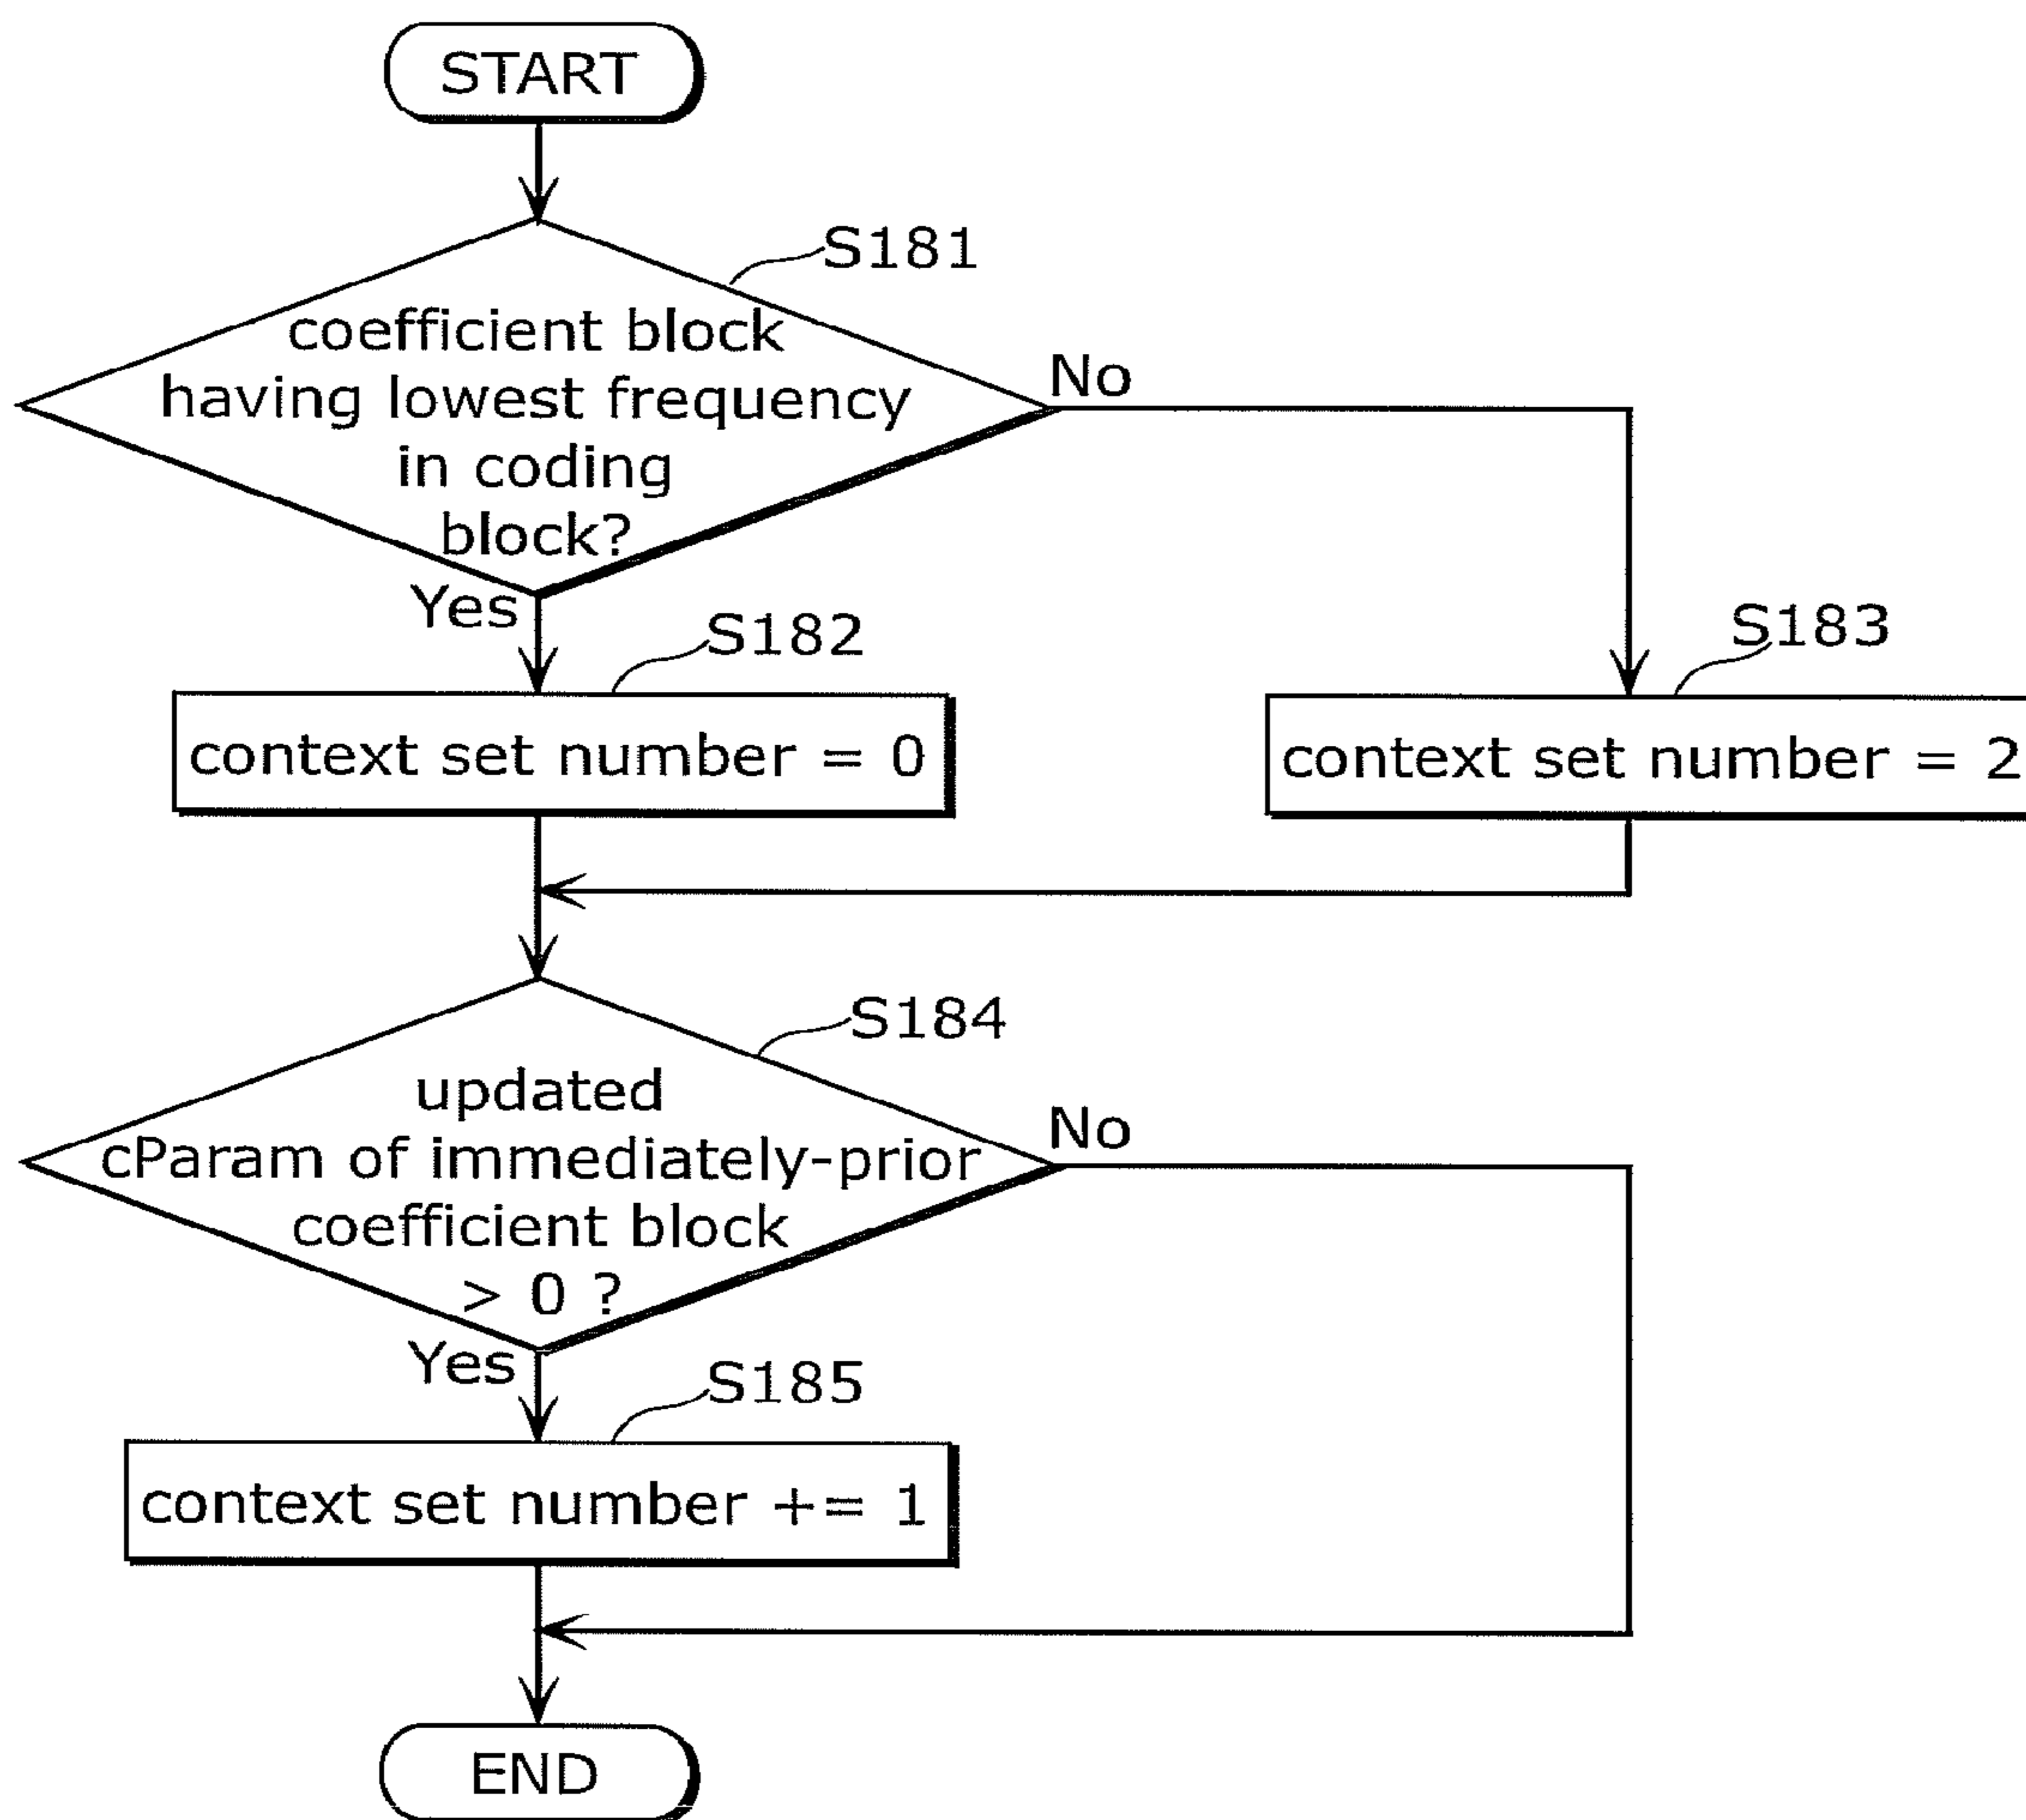 START
S181
coefficient block
having lowest frequency
in coding
block?
No
Yes
S182
S183
context set number = 0
context set number = 2
S184
updated
cParam of immediately-prior
coefficient block
> 0 ?
No
Yes
S185
context set number += 1
END